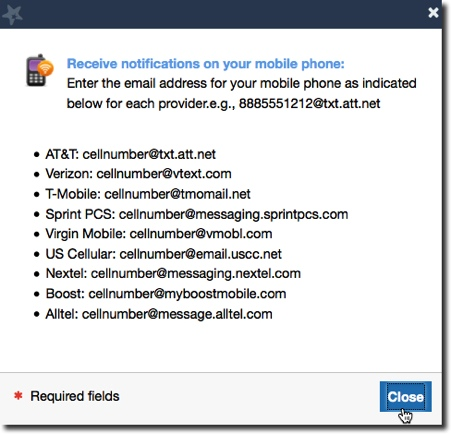 Receive notifications on your mobile phone:
Enter the email address for your mobile phone as indicated
below for each provider.e.g., 8885551212@txt.att.net
• AT&T: cellnumber@txt.att.net
• Verizon: cellnumber@vtext.com
• T-Mobile: cellnumber@tmomail.net
• Sprint PCS: cellnumber@messaging.sprintpcs.com
• Virgin Mobile: cellnumber@vmobl.com
• US Cellular: cellnumber@email.uscc.net
• Nextel: cellnumber@messaging.nextel.com
• Boost: cellnumber@myboostmobile.com
• Alltel: cellnumber@message.alltel.com
* Required fields
Close